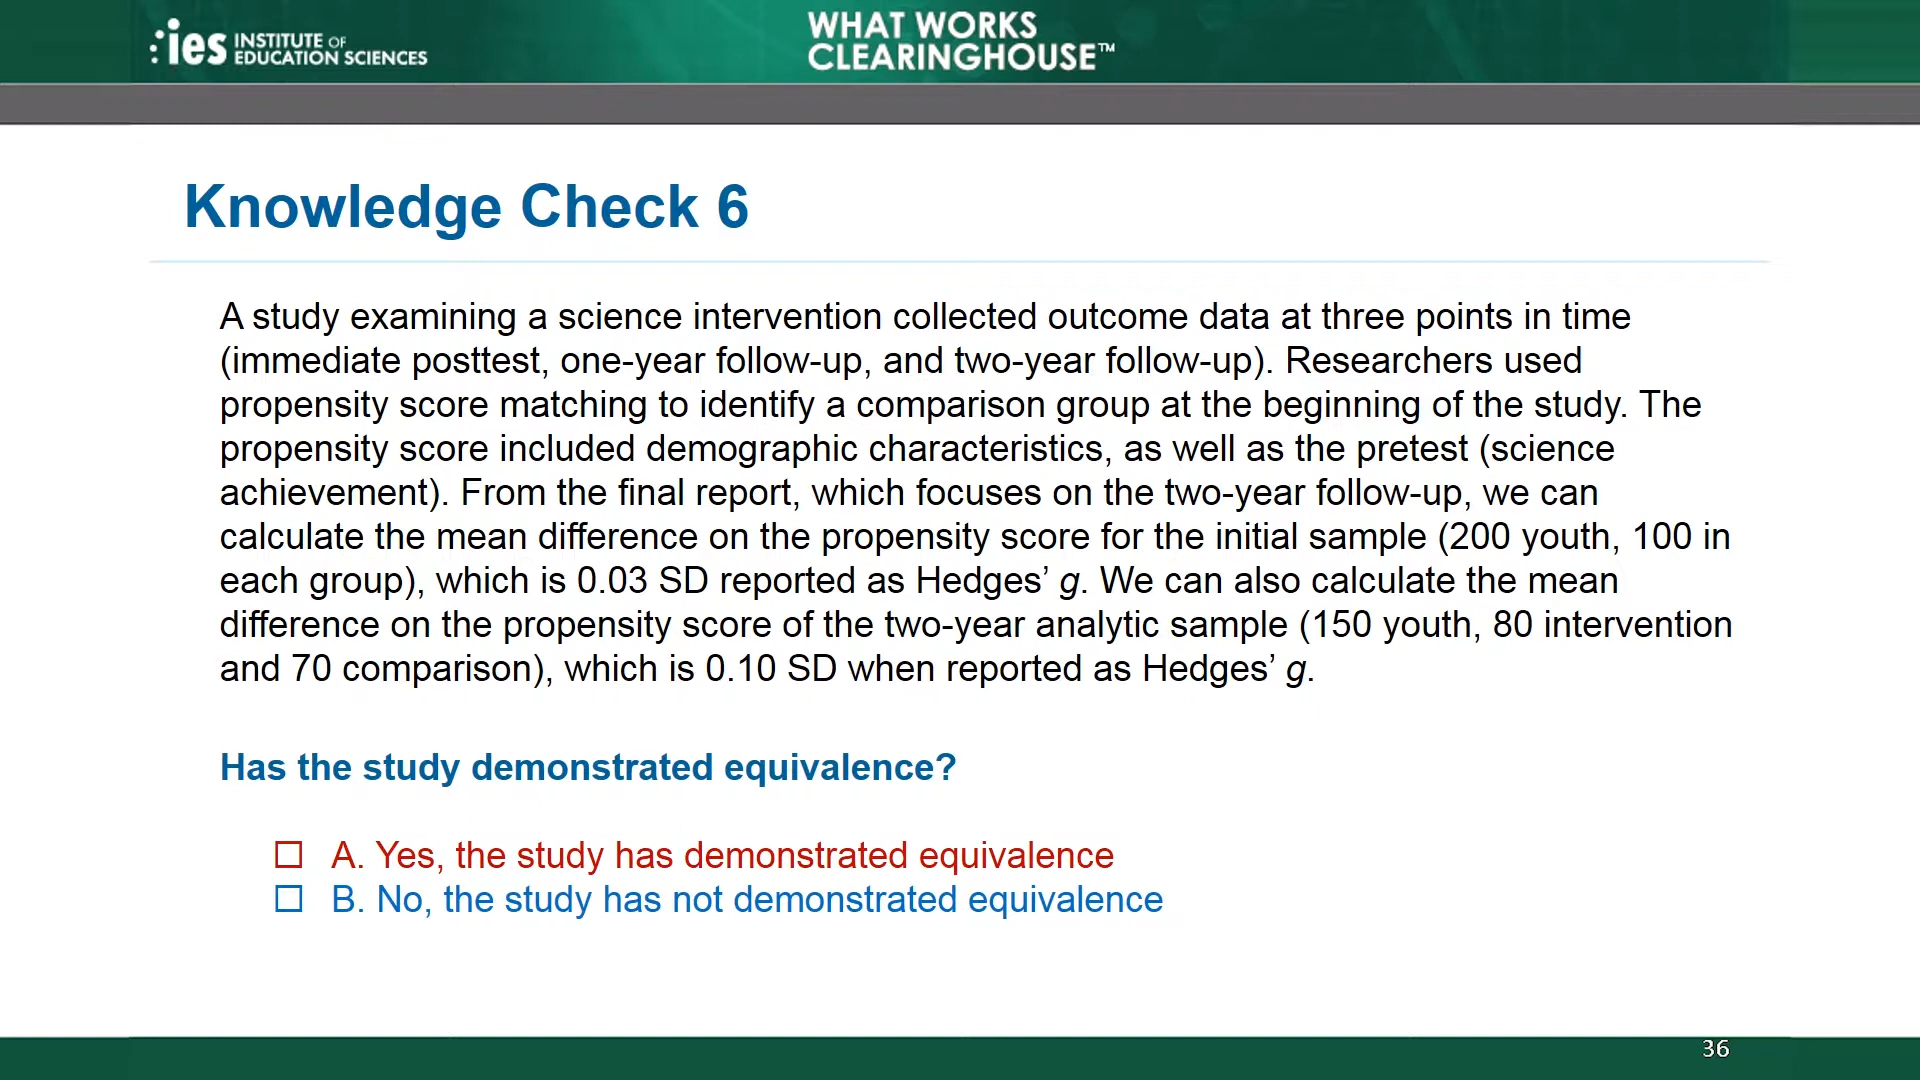 ies INSTITUTE OF
EDUCATION SCIENCES
WHAT WORKS
CLEARINGHOUSE™
Knowledge Check 6
A study examining a science intervention collected outcome data at three points in time
(immediate posttest, one-year follow-up, and two-year follow-up). Researchers used
propensity score matching to identify a comparison group at the beginning of the study. The
propensity score included demographic characteristics, as well as the pretest (science
achievement). From the final report, which focuses on the two-year follow-up, we can
calculate the mean difference on the propensity score for the initial sample (200 youth, 100 in
each group), which is 0.03 SD reported as Hedges’ g. We can also calculate the mean
difference on the propensity score of the two-year analytic sample (150 youth, 80 intervention
and 70 comparison), which is 0.10 SD when reported as Hedges’ g.
Has the study demonstrated equivalence?
☐ A. Yes, the study has demonstrated equivalence
☐ B. No, the study has not demonstrated equivalence
36